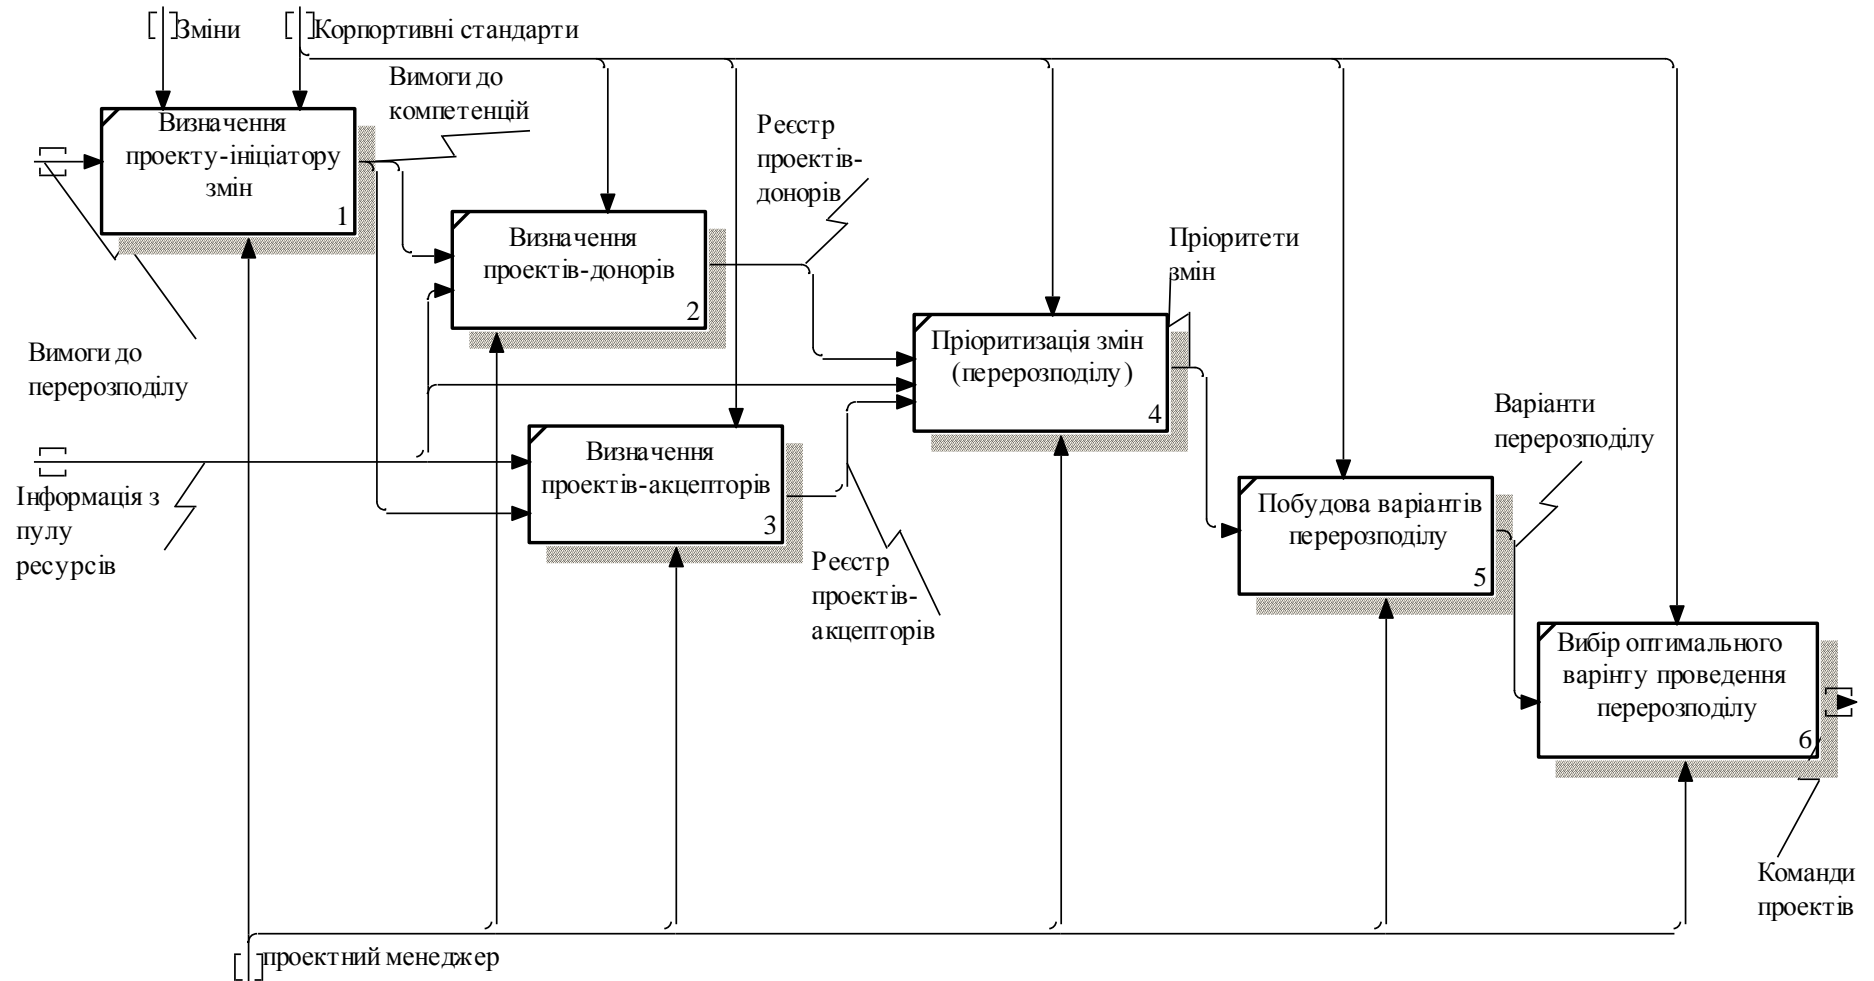 Зміни
Корпортивні стандарти
Вимоги до
компетенцій
Визначення
проекту-ініціатору
змін
1
Реєстр
проектів-
донорів
Визначення
проектів-донорів
2
Пріоритети
змін
Вимоги до
перерозподілу
Пріоритизація змін
(перерозподілу)
4
Варіанти
перерозподілу
Визначення
проектів-акцепторів
3
Інформація з
пулу
ресурсів
Побудова варіантів
перерозподілу
5
Реєстр
проектів-
акцепторів
Вибір оптимального
варінту проведення
перерозподілу
6
Команди
проектів
проектний менеджер